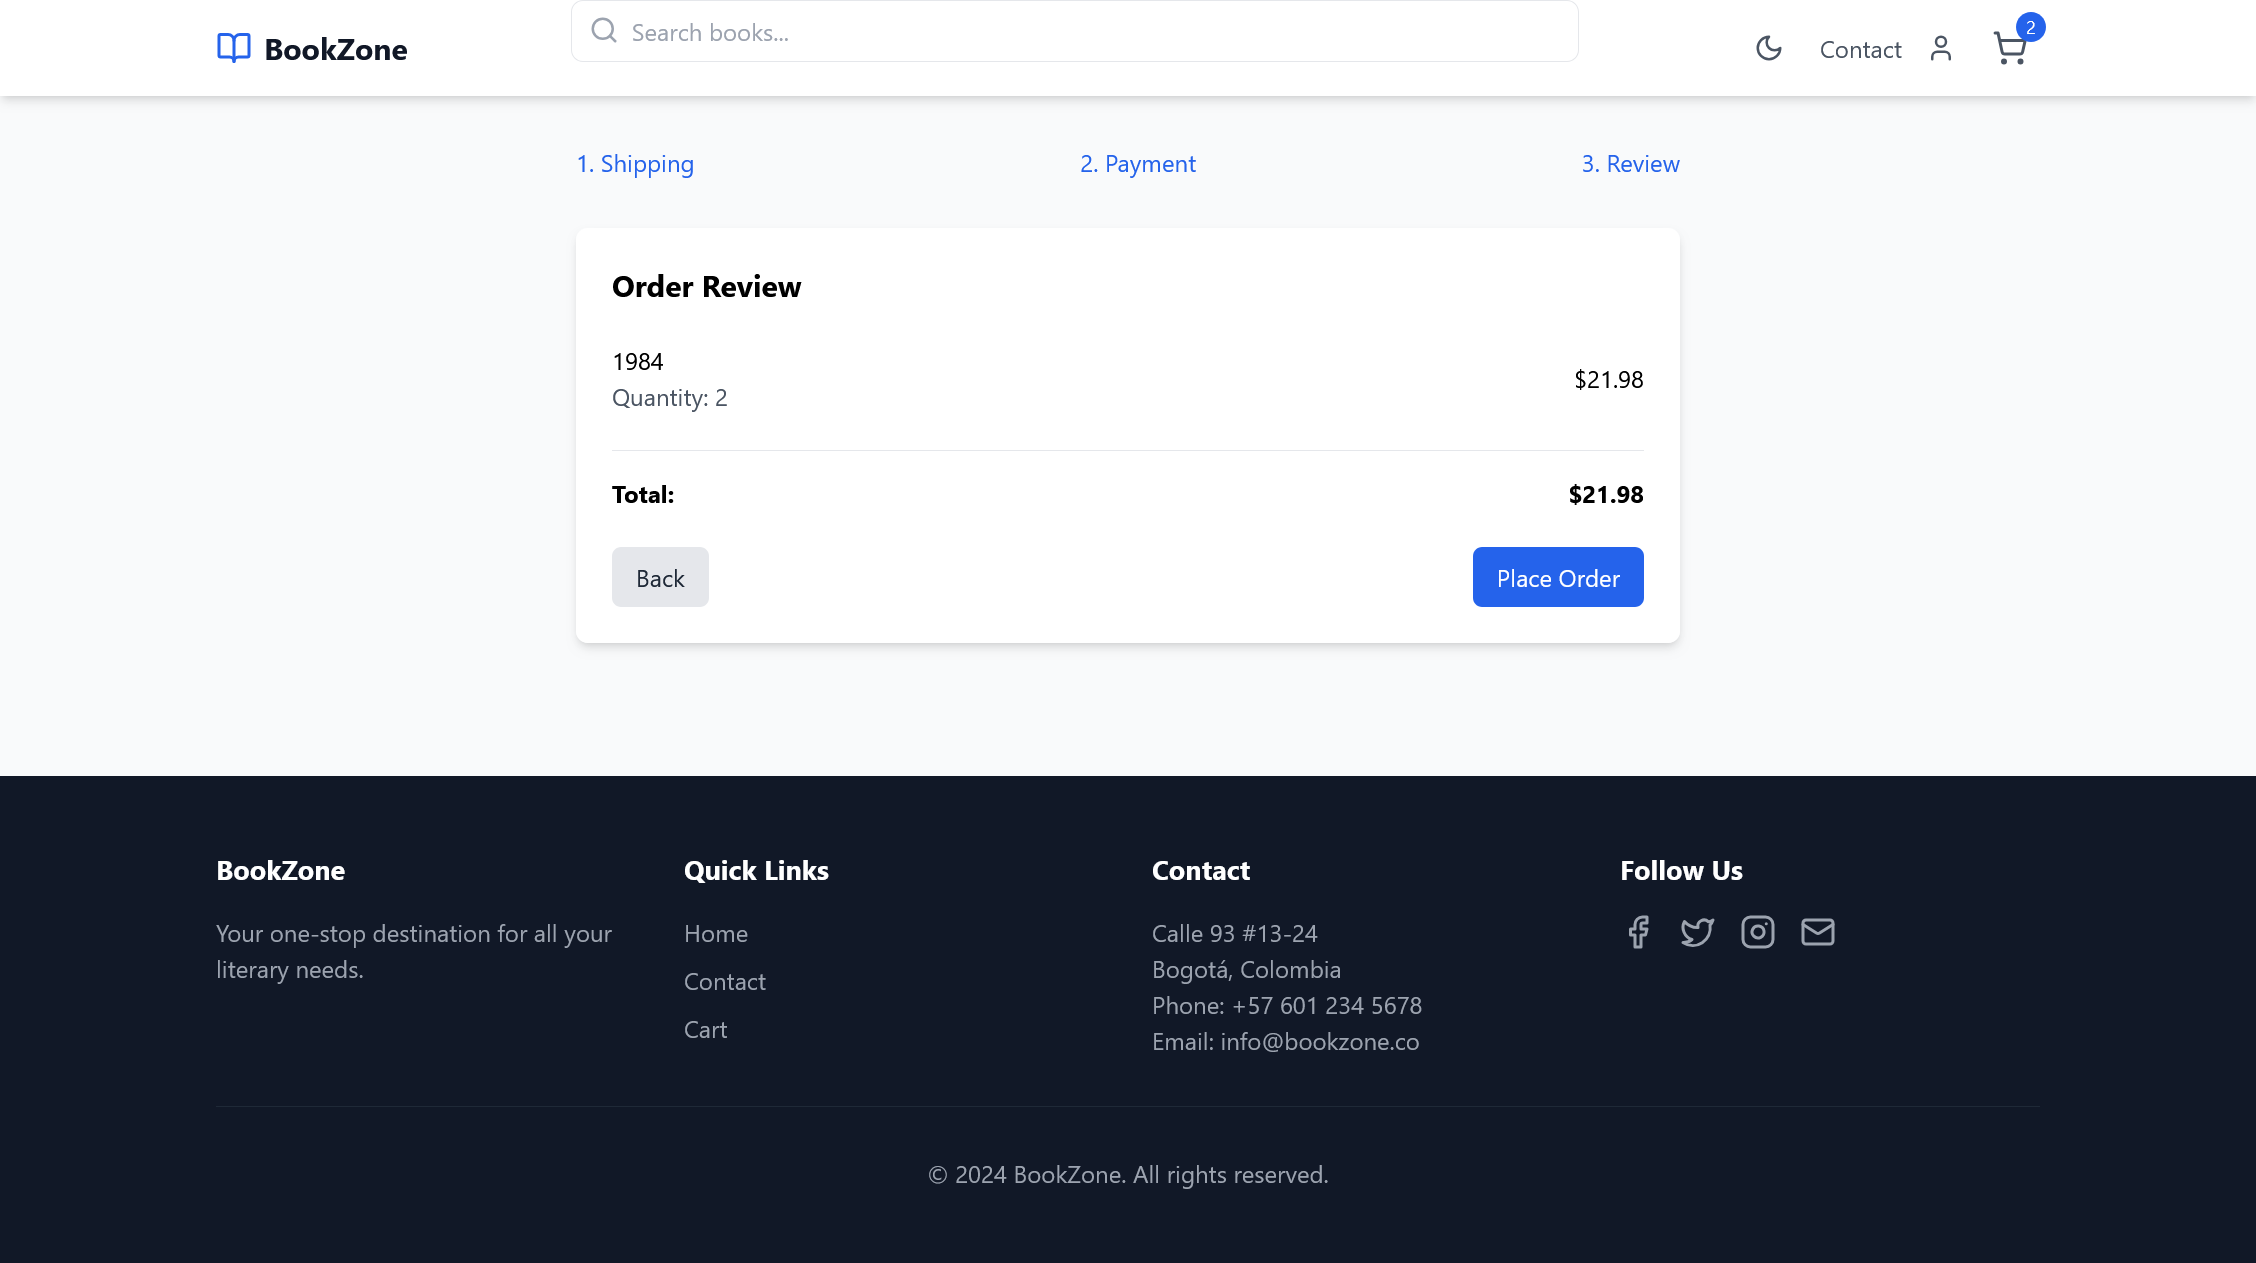 BookZone
Search books...
Contact
2
1. Shipping
2. Payment
3. Review
Order Review
1984
Quantity: 2
$21.98
Total:
$21.98
Back
Place Order
BookZone
Your one-stop destination for all your
literary needs.
Quick Links
Home
Contact
Cart
Contact
Calle 93 #13-24
Bogotá, Colombia
Phone: +57 601 234 5678
Email: info@bookzone.co
Follow Us
© 2024 BookZone. All rights reserved.